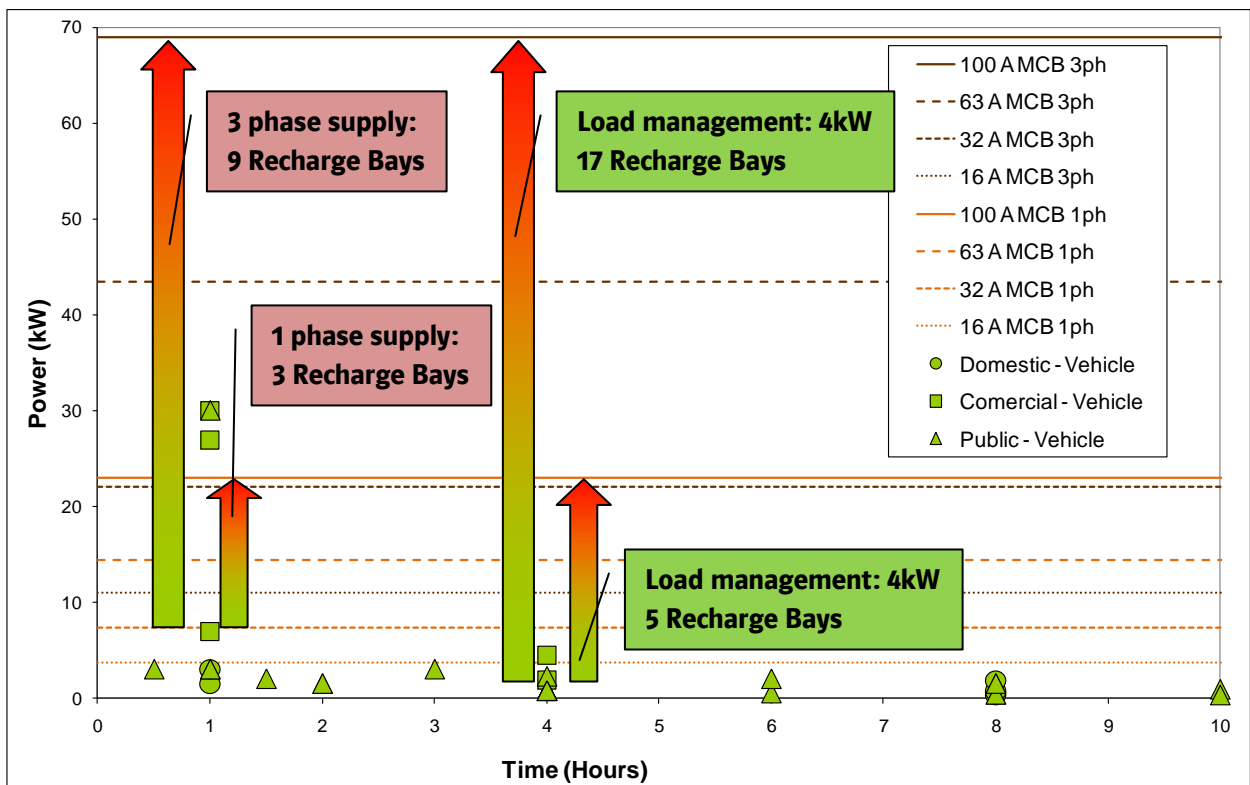 70
60
50
40
30
20
10
0
Power (kW)
3 phase supply:
9 Recharge Bays
Load management: 4kW
17 Recharge Bays
1 phase supply:
3 Recharge Bays
Load management: 4kW
5 Recharge Bays
100 A MCB 3ph
63 A MCB 3ph
32 A MCB 3ph
16 A MCB 3ph
100 A MCB 1ph
63 A MCB 1ph
32 A MCB 1ph
16 A MCB 1ph
Domestic - Vehicle
Comercial - Vehicle
Public - Vehicle
0 1 2 3 4 5 6 7 8 9 10
Time (Hours)